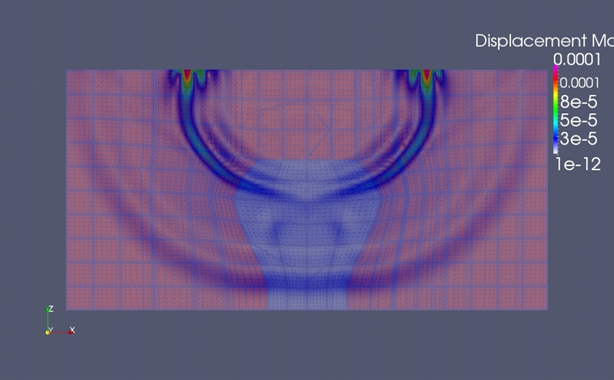 Displacement Ma
0.0001
0.0001
8e-5
5e-5
3e-5
1e-12
Z
Y X